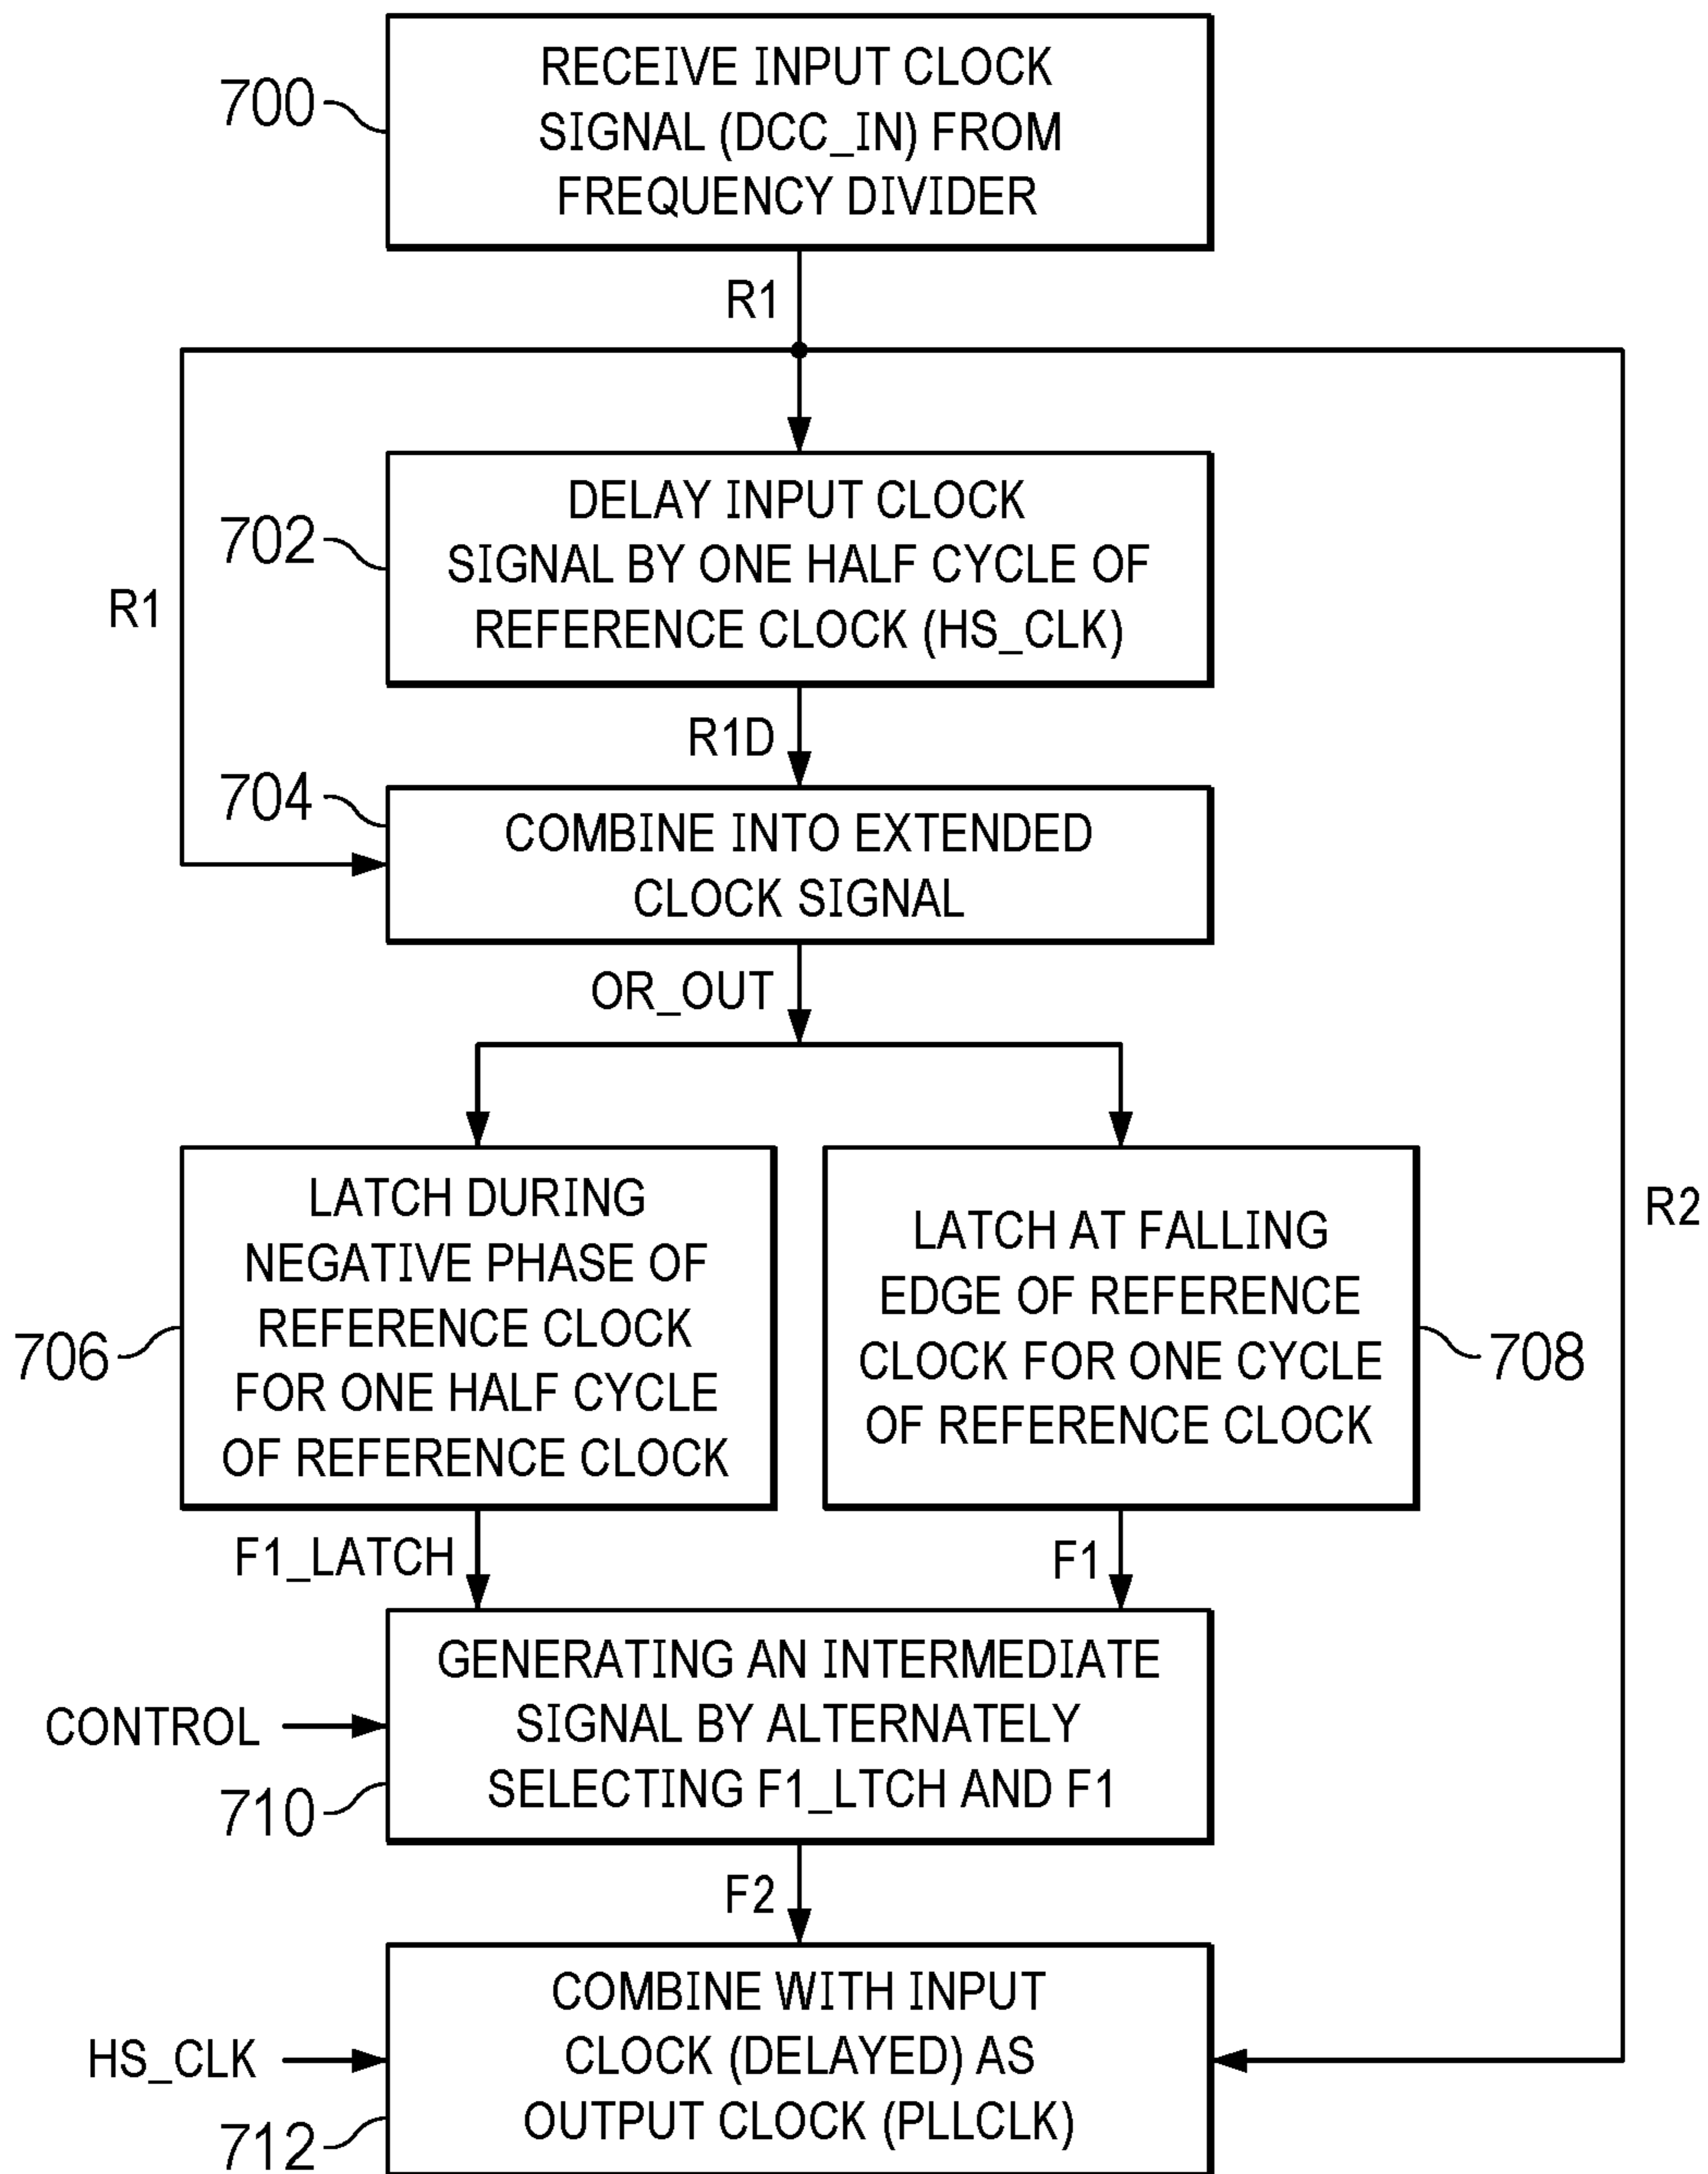 700
RECEIVE INPUT CLOCK
SIGNAL (DCC_IN) FROM
FREQUENCY DIVIDER
R1
702
DELAY INPUT CLOCK
SIGNAL BY ONE HALF CYCLE OF
REFERENCE CLOCK (HS_CLK)
R1
R1D
704
COMBINE INTO EXTENDED
CLOCK SIGNAL
OR_OUT
706
LATCH DURING
NEGATIVE PHASE OF
REFERENCE CLOCK
FOR ONE HALF CYCLE
OF REFERENCE CLOCK
LATCH AT FALLING
EDGE OF REFERENCE
CLOCK FOR ONE CYCLE
OF REFERENCE CLOCK
708
R2
F1_LATCH
F1
GENERATING AN INTERMEDIATE
SIGNAL BY ALTERNATELY
SELECTING F1_LTCH AND F1
CONTROL
710
F2
COMBINE WITH INPUT
CLOCK (DELAYED) AS
OUTPUT CLOCK (PLLCLK)
HS_CLK
712